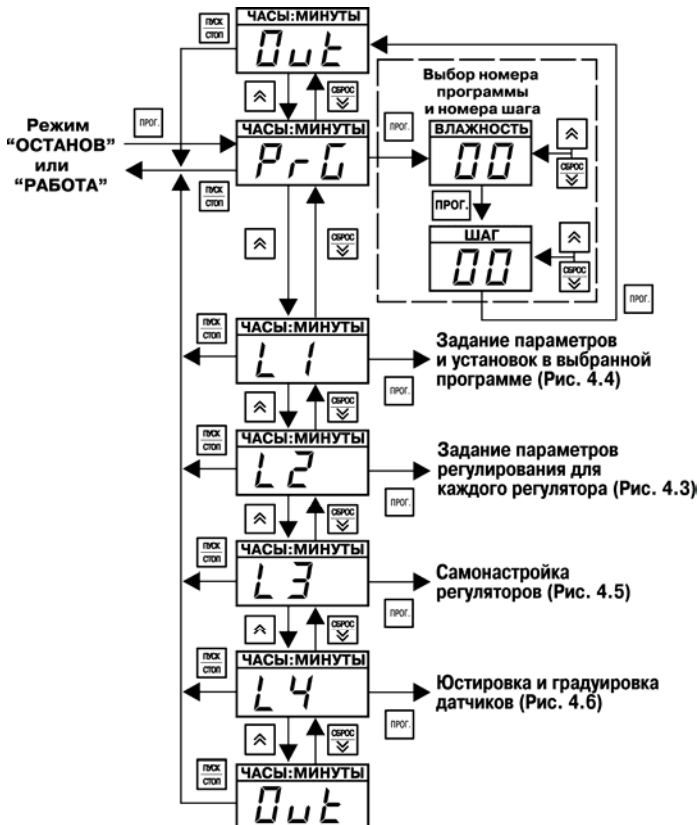 ПУСК
СТОП
ЧАСЫ:МИНУТЫ
Out
СБРОС
Выбор номера
программы
и номера шага
Режим
"ОСТАНОВ"
или
"РАБОТА"
ПРОГ.
ЧАСЫ:МИНУТЫ
PrG
ПУСК
СТОП
ПРОГ.
ВЛАЖНОСТЬ
00
СБРОС
ПРОГ.
ШАГ
00
СБРОС
ПРОГ.
СБРОС
ПУСК
СТОП
ЧАСЫ:МИНУТЫ
L1
Задание параметров
и установок в выбранной
программе (Рис. 4.4)
ПРОГ.
СБРОС
ПУСК
СТОП
ЧАСЫ:МИНУТЫ
L2
Задание параметров
регулирования для
каждого регулятора (Рис. 4.3)
ПРОГ.
СБРОС
ПУСК
СТОП
ЧАСЫ:МИНУТЫ
L3
Самонастройка
регуляторов (Рис. 4.5)
ПРОГ.
СБРОС
ПУСК
СТОП
ЧАСЫ:МИНУТЫ
L4
Юстировка и градуировка
датчиков (Рис. 4.6)
ПРОГ.
СБРОС
ПУСК
СТОП
ЧАСЫ:МИНУТЫ
Out